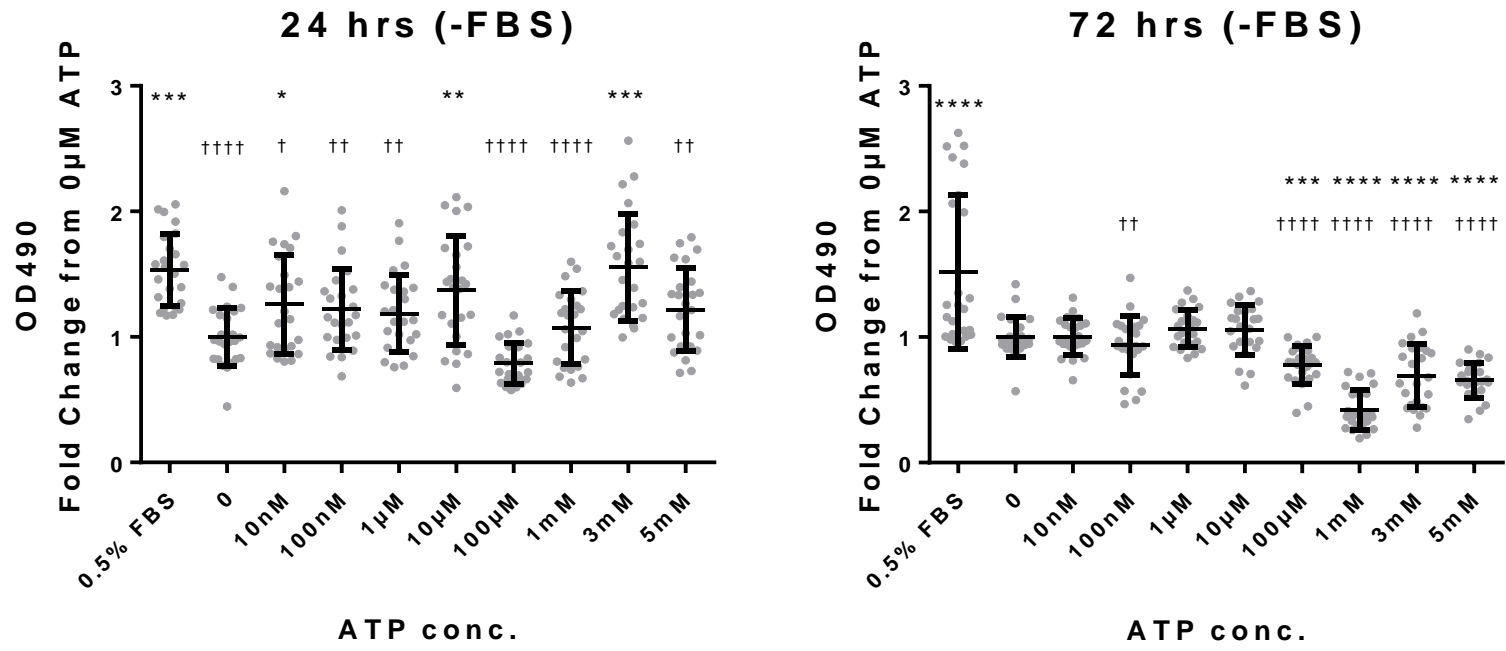 24 hrs (-FBS)
OD490
Fold Change from 0µM ATP
3
2
1
0
*** * ** ***
†††† † †† †† †††† †††† ††
0.5% FBS
0
10nM
100nM
1µM
10µM
100µM
1mM
3mM
5mM
ATP conc.
72 hrs (-FBS)
OD490
Fold Change from 0µM ATP
3
2
1
0
****
*** **** **** ****
†† †††† †††† †††† ††††
0.5% FBS
0
10nM
100nM
1µM
10µM
100µM
1mM
3mM
5mM
ATP conc.